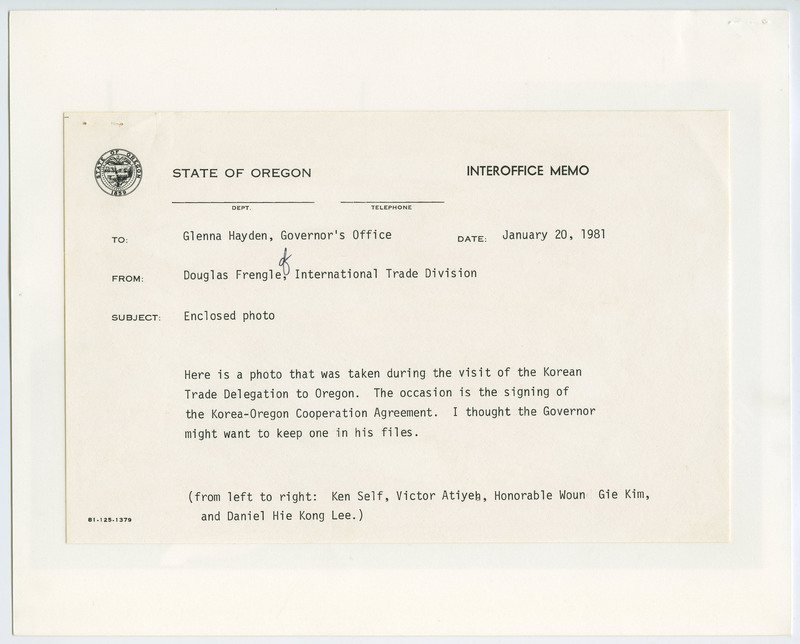 STATE OF OREGON
1859
STATE OF OREGON
INTEROFFICE MEMO
DEPT.
TELEPHONE
TO: Glenna Hayden, Governor's Office
DATE: January 20, 1981
FROM: Douglas Frengle, International Trade Division
SUBJECT: Enclosed photo
Here is a photo that was taken during the visit of the Korean
Trade Delegation to Oregon. The occasion is the signing of
the Korea-Oregon Cooperation Agreement. I thought the Governor
might want to keep one in his files.
(from left to right: Ken Self, Victor Atiyeh, Honorable Woun Gie Kim,
and Daniel Hie Kong Lee.)
81-125-1379